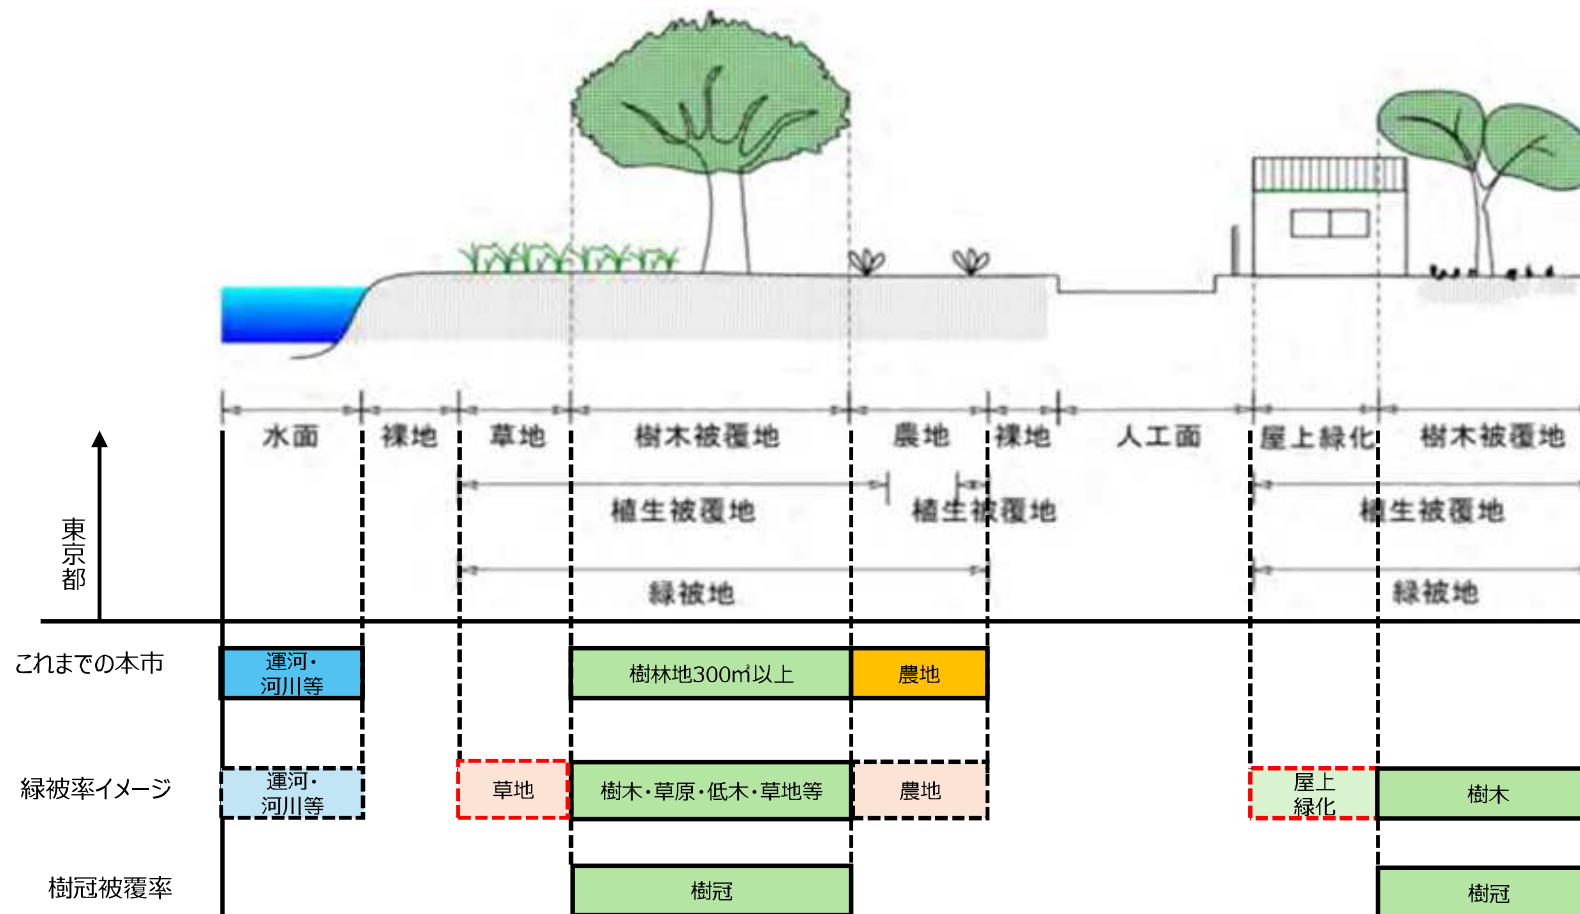 水面
裸地
草地
樹木被覆地
農地
裸地
人工面
屋上緑化
樹木被覆地
植生被覆地
植生被覆地
植生被覆地
緑被地
緑被地
東京都
これまでの本市
運河・
河川等
樹林地300㎡以上
農地
緑被率イメージ
運河・
河川等
草地
樹木・草原・低木・草地等
農地
屋上
緑化
樹木
樹冠被覆率
樹冠
樹冠